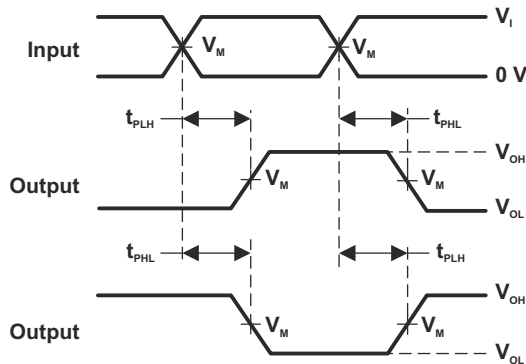 V_I
Input V_M V_M
0 V
t_PLH t_PHL
V_OH
Output V_M V_M
V_OL
t_PHL t_PLH
V_OH
V_M V_M
Output
V_OL